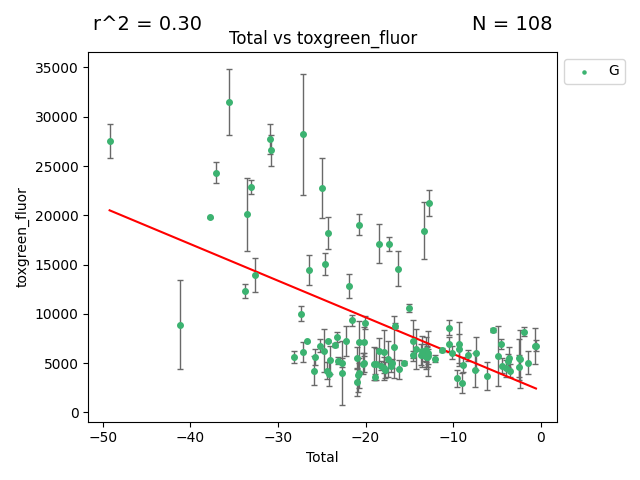 r^2 = 0.30
N = 108
Total vs toxgreen_fluor
G
35000
30000
25000
20000
15000
10000
5000
0
toxgreen_fluor
−50 −40 −30 −20 −10 0
Total